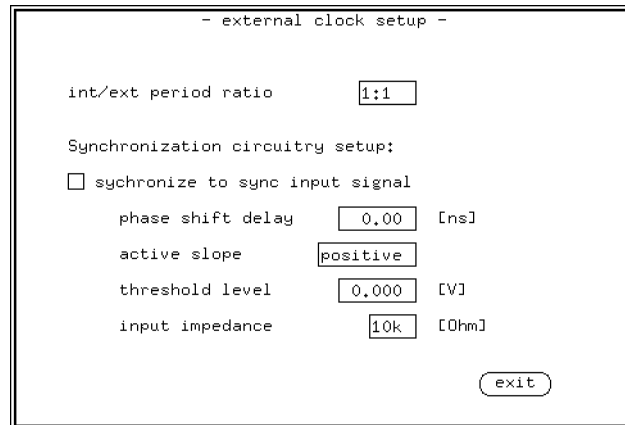 - external clock setup -
int/ext period ratio 1:1
Synchronization circuitry setup:
sychronize to sync input signal
phase shift delay 0.00 [ns]
active slope positive
threshold level 0.000 [V]
input impedance 10k [Ohm]
exit